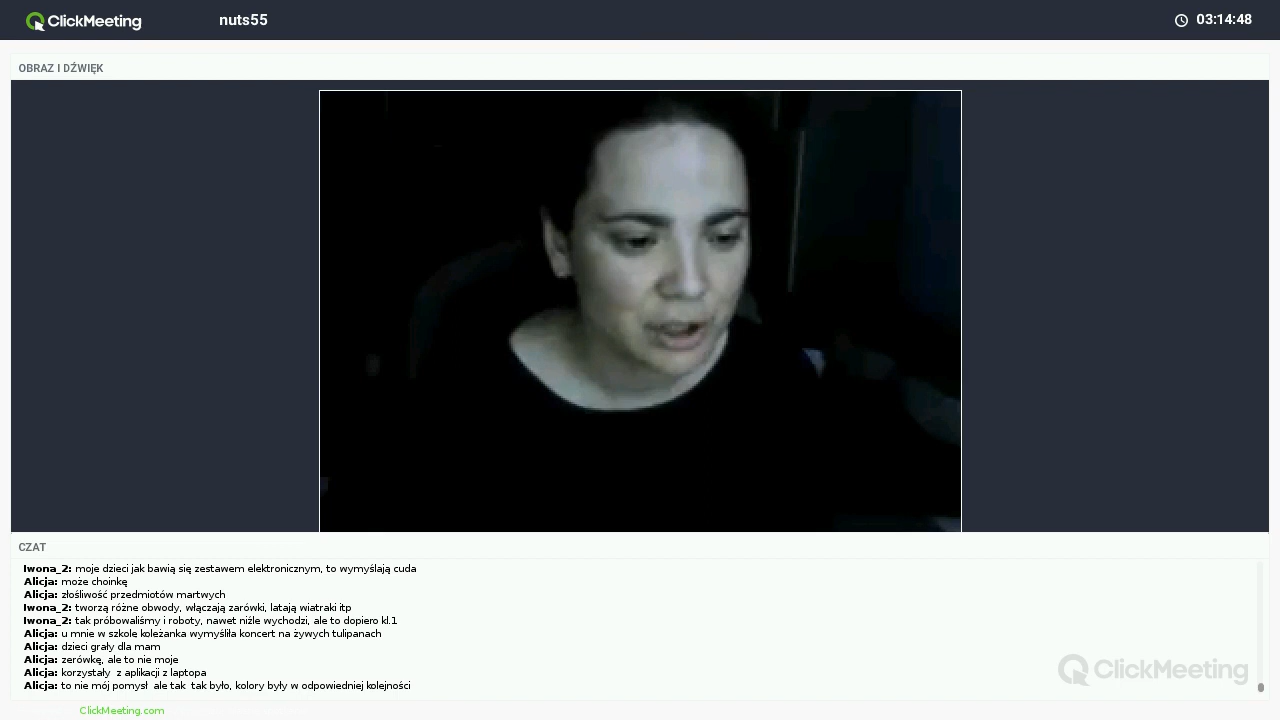 ClickMeeting
nuts55
03:14:48
OBRAZ I DŹWIĘK
CZAT
Iwona_2: moje dzieci jak bawią się zestawem elektronicznym, to wymyślają cuda
Alicja: może choinkę
Alicja: złośliwość przedmiotów martwych
Iwona_2: tworzą różne obwody, włączają zarówki, latają wiatraki itp
Iwona_2: tak próbowaliśmy i roboty, nawet niźle wychodzi, ale to dopiero kl.1
Alicja: u mnie w szkole koleżanka wymyśliła koncert na żywych tulipanach
Alicja: dzieci grały dla mam
Alicja: zerówkę, ale to nie moje
Alicja: korzystały z aplikacji z laptopa
Alicja: to nie mój pomysł ale tak tak było, kolory były w odpowiedniej kolejności
ClickMeeting
ClickMeeting.com